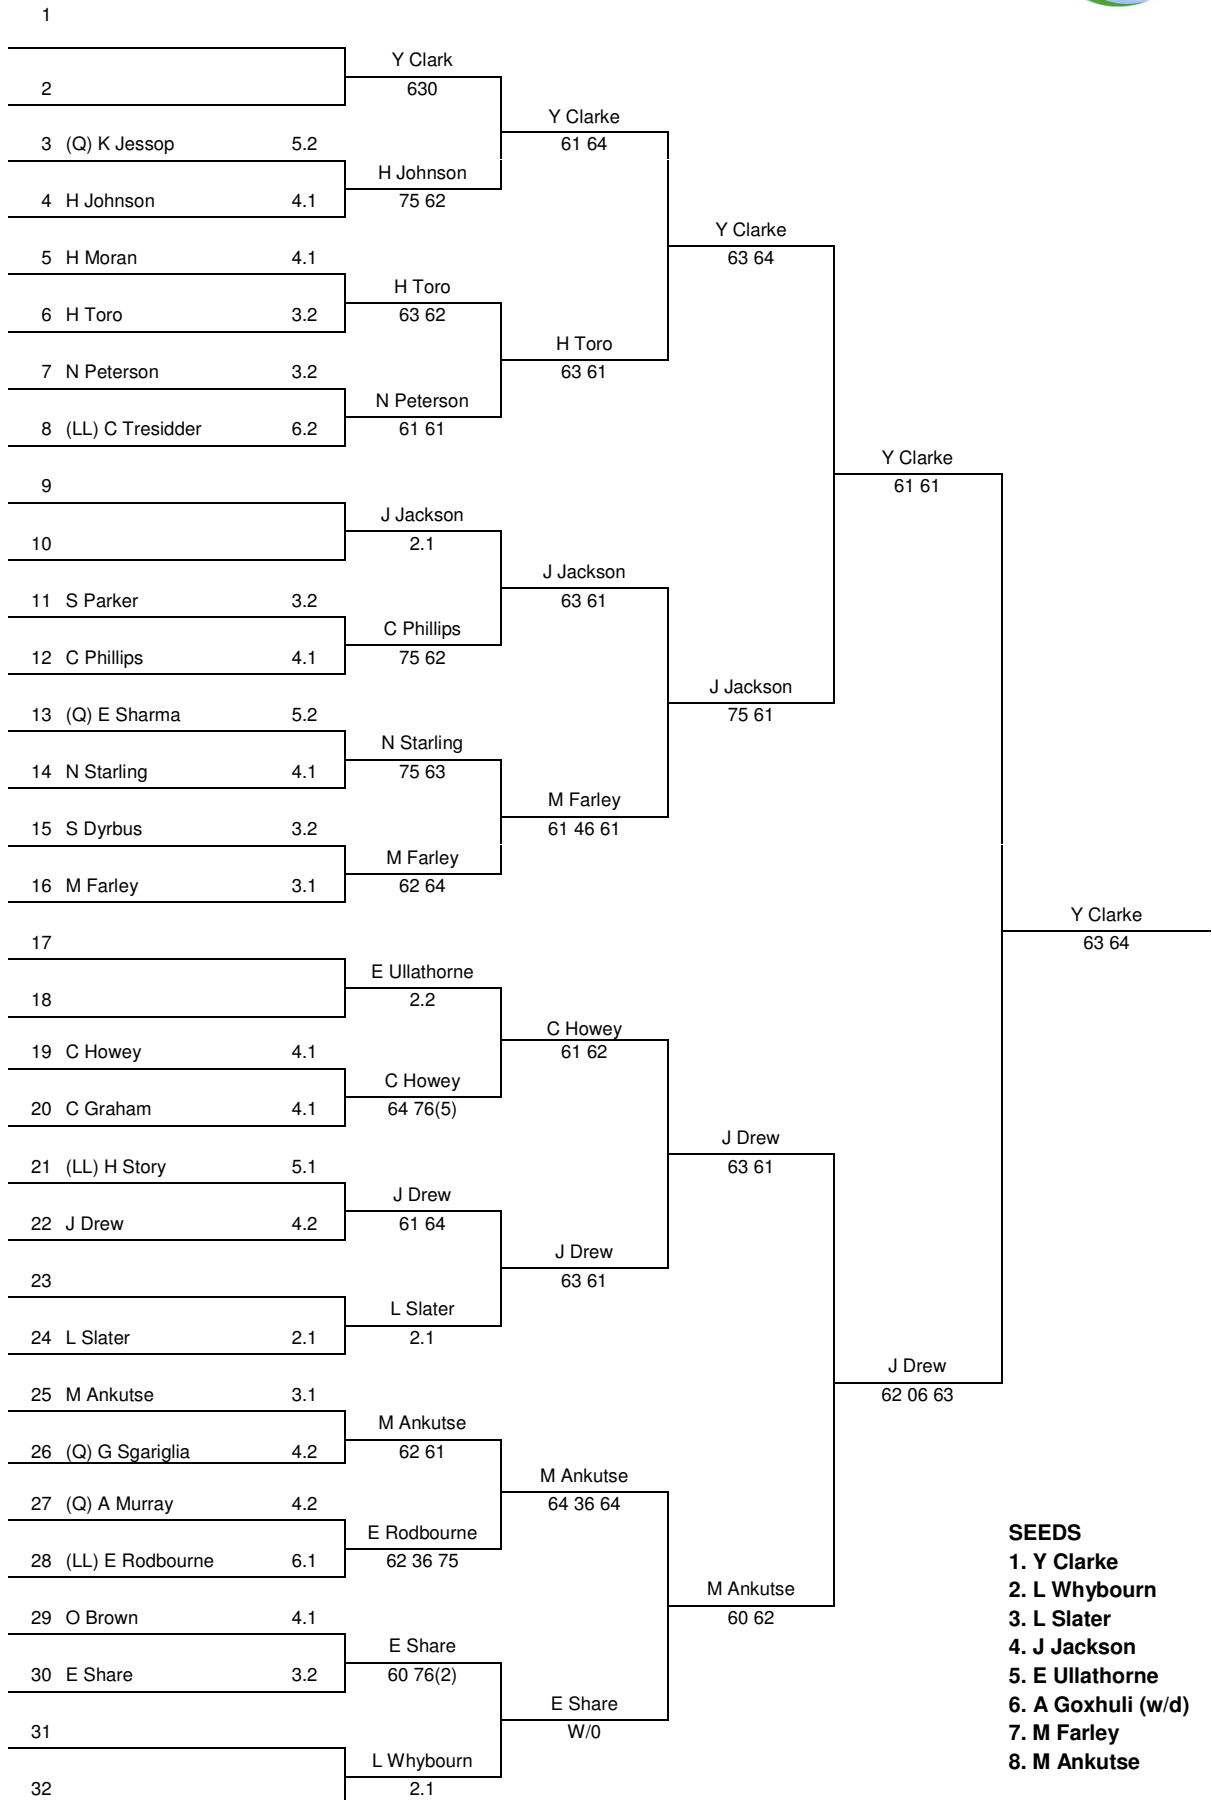 1
Y Clark
2
630
Y Clarke
3 (Q) K Jessop 5.2
61 64
H Johnson
4 H Johnson 4.1
75 62
Y Clarke
5 H Moran 4.1
63 64
H Toro
6 H Toro 3.2
63 62
H Toro
7 N Peterson 3.2
63 61
N Peterson
8 (LL) C Tresidder 6.2
61 61
Y Clarke
9
61 61
J Jackson
10
2.1
J Jackson
11 S Parker 3.2
63 61
C Phillips
12 C Phillips 4.1
75 62
J Jackson
13 (Q) E Sharma 5.2
75 61
N Starling
14 N Starling 4.1
75 63
M Farley
15 S Dyrbus 3.2
61 46 61
M Farley
16 M Farley 3.1
62 64
Y Clarke
17
63 64
E Ullathorne
18
2.2
C Howey
19 C Howey 4.1
61 62
C Howey
20 C Graham 4.1
64 76(5)
J Drew
21 (LL) H Story 5.1
63 61
J Drew
22 J Drew 4.2
61 64
J Drew
23
63 61
L Slater
24 L Slater 2.1
2.1
J Drew
25 M Ankutse 3.1
62 06 63
M Ankutse
26 (Q) G Sgariglia 4.2
62 61
M Ankutse
27 (Q) A Murray 4.2
64 36 64
E Rodbourne
28 (LL) E Rodbourne 6.1
62 36 75
M Ankutse
29 O Brown 4.1
60 62
E Share
30 E Share 3.2
60 76(2)
E Share
31
W/0
L Whybourn
32
2.1
SEEDS
1. Y Clarke
2. L Whybourn
3. L Slater
4. J Jackson
5. E Ullathorne
6. A Goxhuli (w/d)
7. M Farley
8. M Ankutse